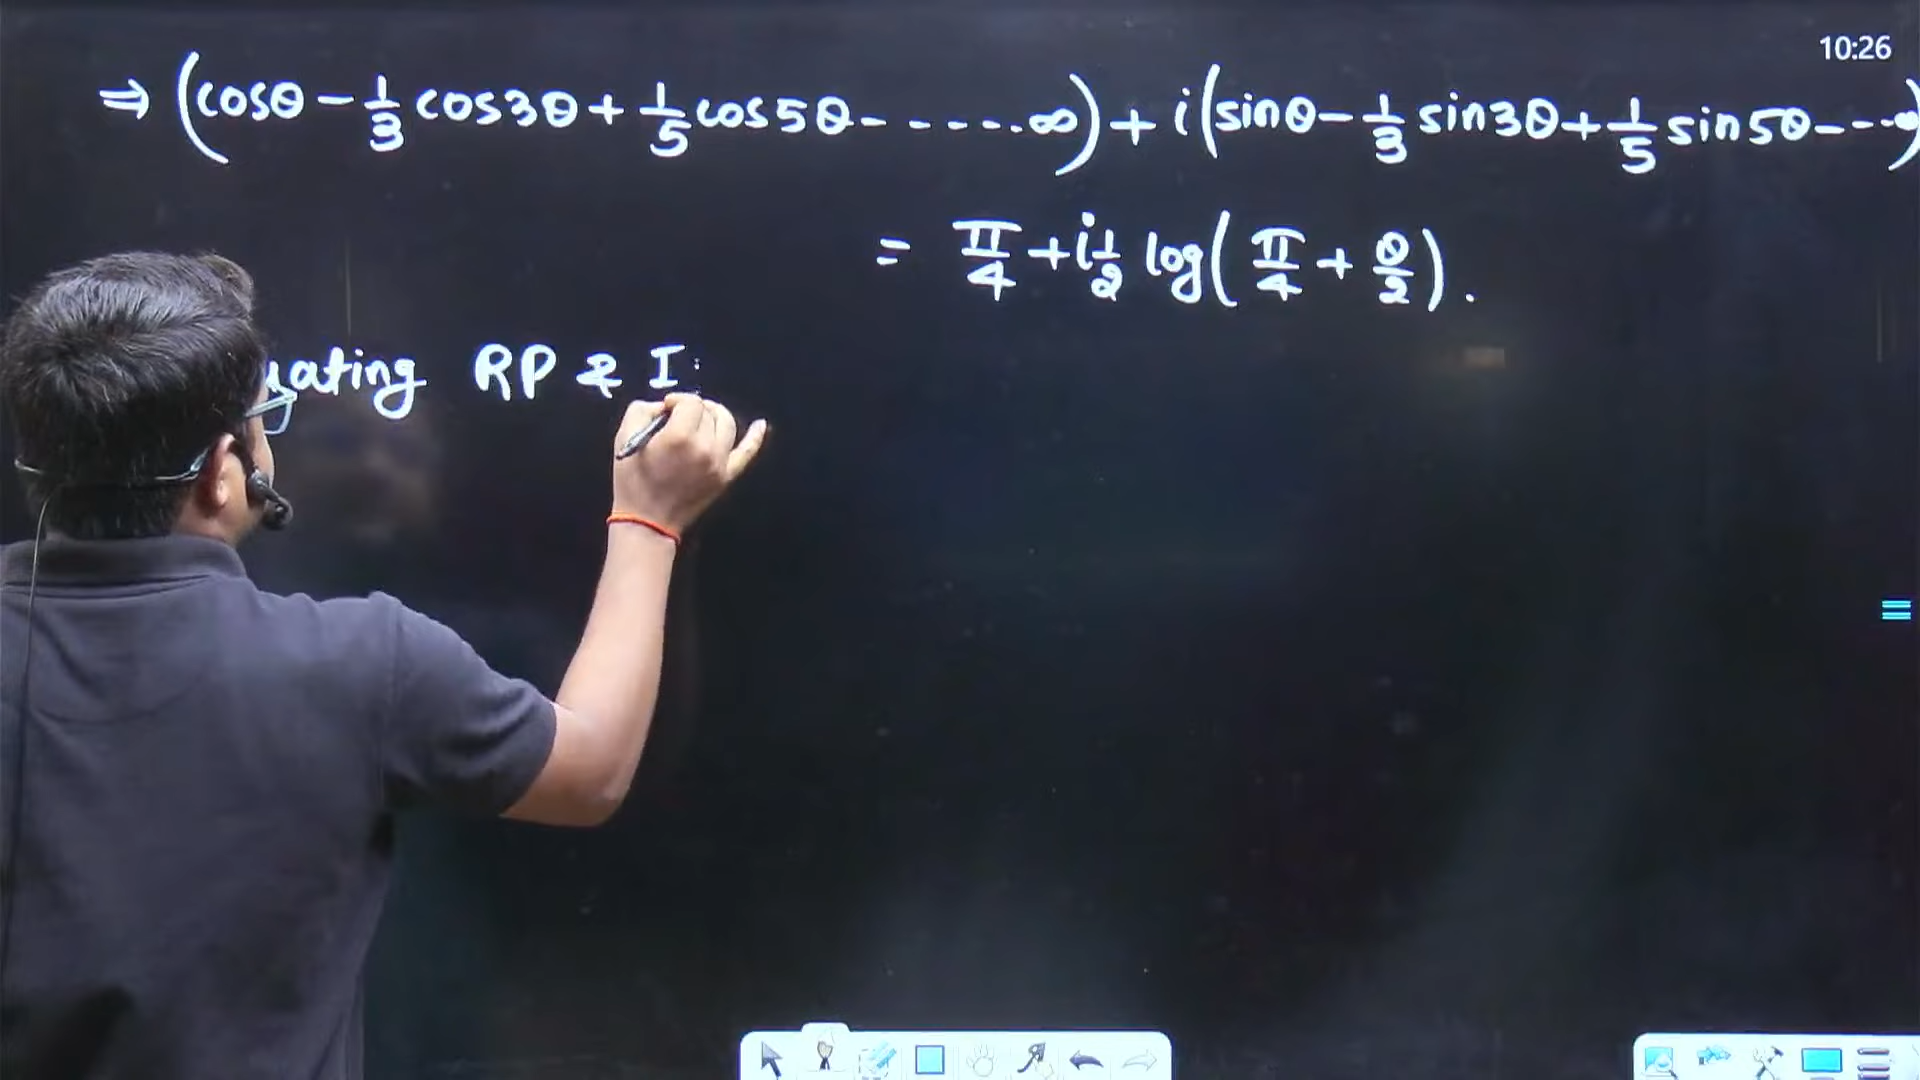 10:26
⇒ (cosθ - 1/3 cos3θ + 1/5 cos5θ - - - - - - ∞) + i(sinθ - 1/3 sin3θ + 1/5 sin5θ - - - ∞)
= π/4 + i 1/2 log(π/4 + θ/2).
uating RP & I